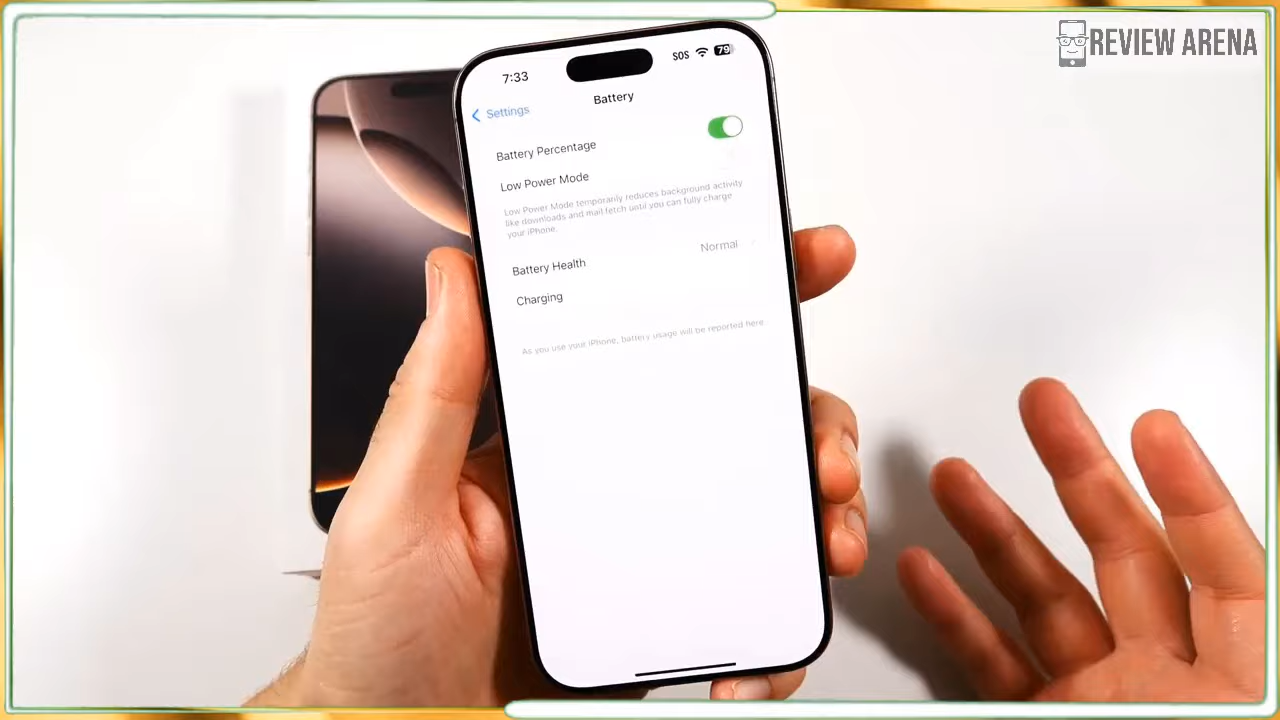 REVIEW ARENA
7:33
SOS
79
Settings
Battery
Battery Percentage
Low Power Mode
Low Power Mode temporarily reduces background activity
like downloads and mail fetch until you can fully charge
your iPhone.
Battery Health
Normal
Charging
As you use your iPhone, battery usage will be reported here